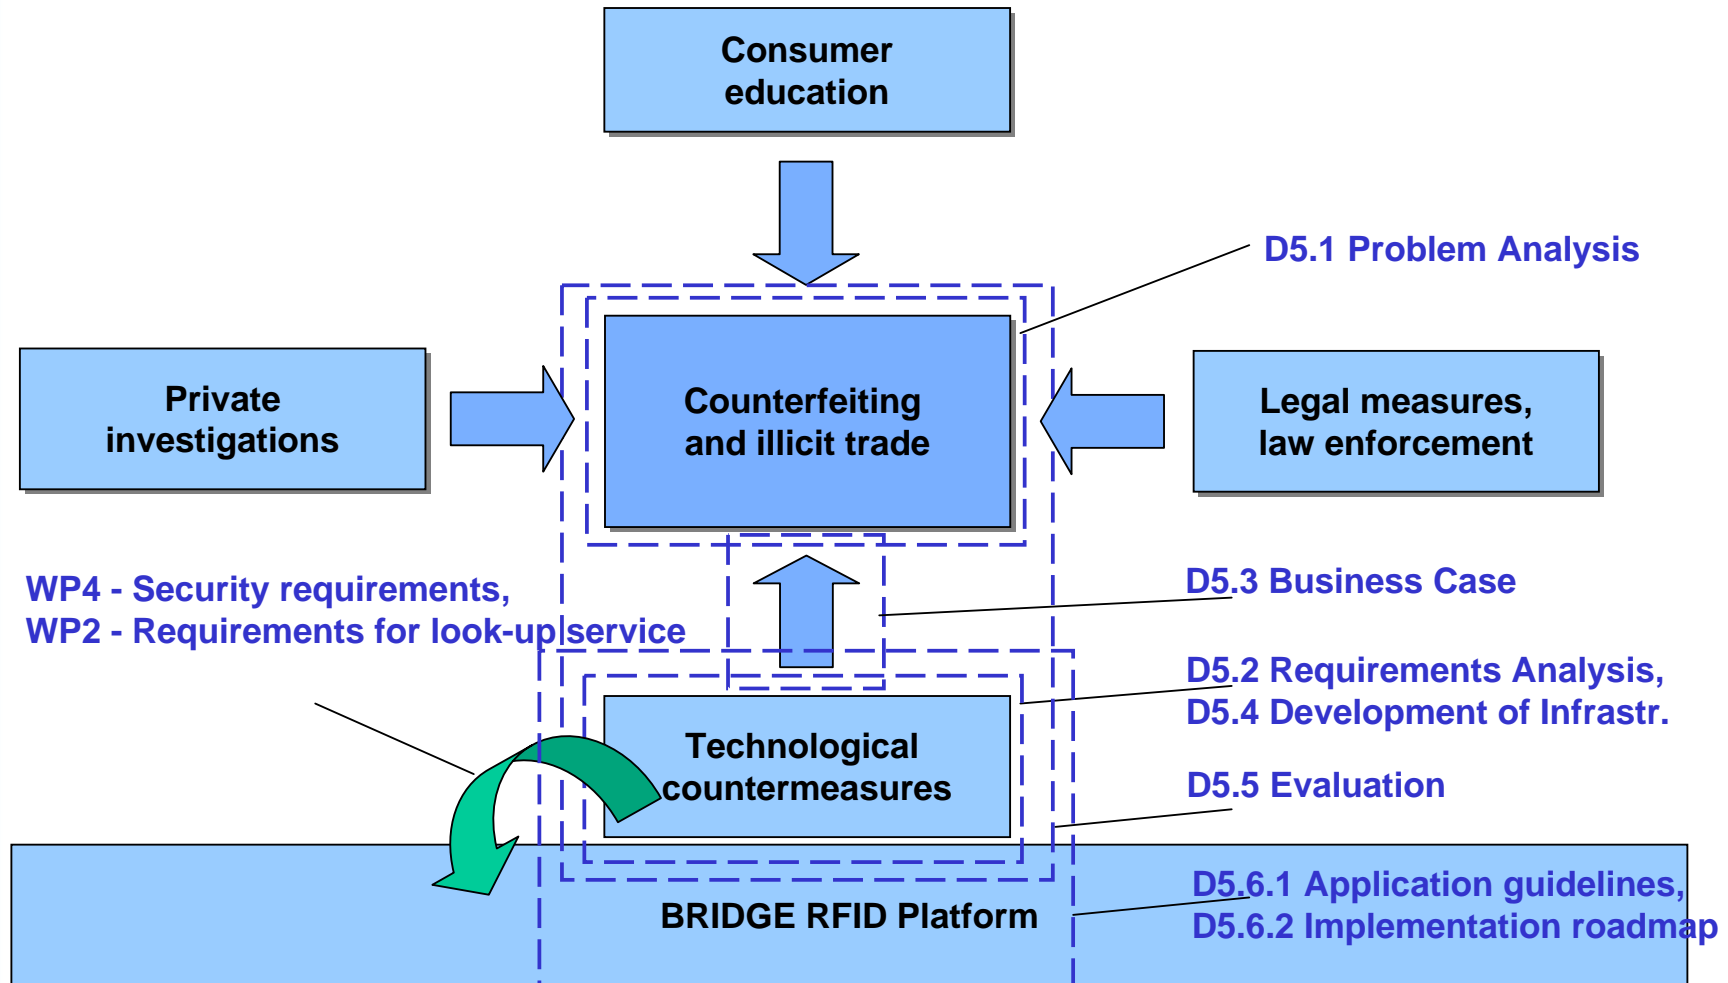 Consumer
education
D5.1 Problem Analysis
Private
investigations
Counterfeiting
and illicit trade
Legal measures,
law enforcement
WP4 - Security requirements,
WP2 - Requirements for look-up service
D5.3 Business Case
D5.2 Requirements Analysis,
D5.4 Development of Infrastr.
Technological
countermeasures
D5.5 Evaluation
BRIDGE RFID Platform
D5.6.1 Application guidelines,
D5.6.2 Implementation roadmap